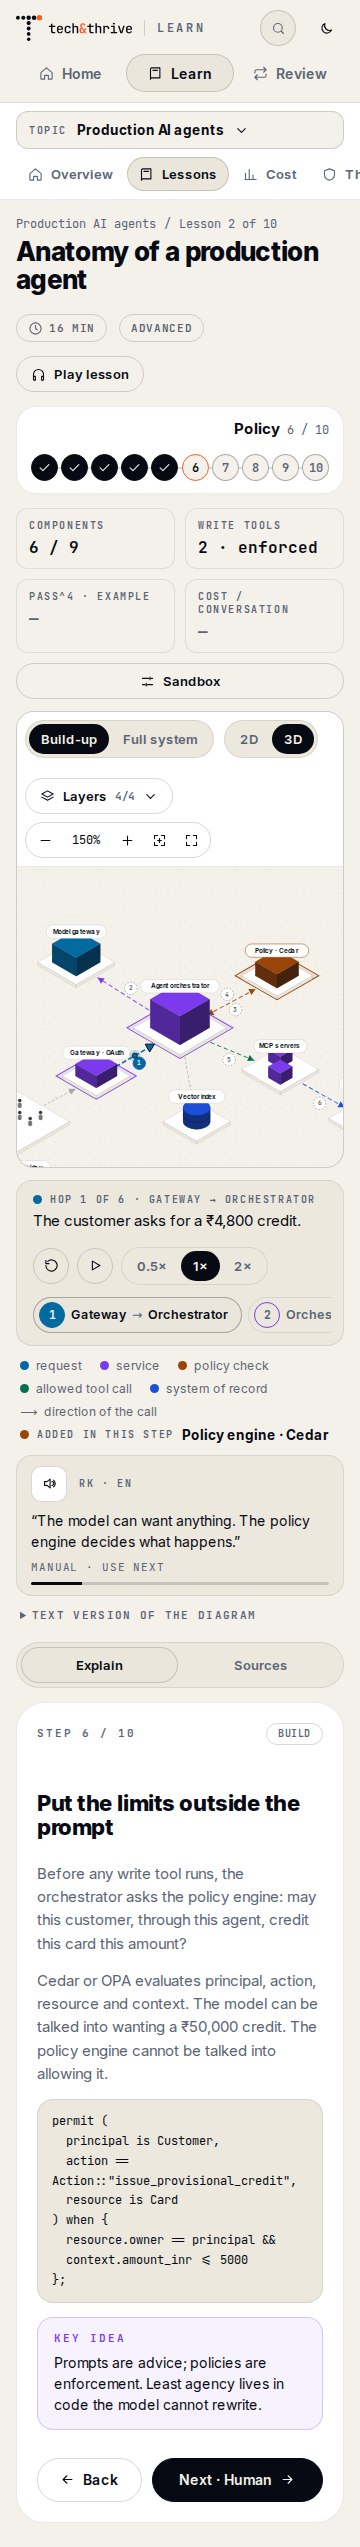 tech&thrive LEARN
Home Learn Review
TOPIC Production AI agents
Overview Lessons Cost Th
Production AI agents / Lesson 2 of 10
Anatomy of a production
agent
16 MIN ADVANCED
Play lesson
Policy 6 / 10
6 7 8 9 10
COMPONENTS
6 / 9
WRITE TOOLS
2 · enforced
PASS^4 · EXAMPLE
—
COST /
CONVERSATION
—
Sandbox
Build-up Full system 2D 3D
Layers 4/4
— 150% +
Model gateway
Policy · Cedar
Agent orchestrator
2
4
3
Gateway · OAuth
MCP servers
1
5
Vector index
6
HOP 1 OF 6 · GATEWAY → ORCHESTRATOR
The customer asks for a ₹4,800 credit.
0.5× 1× 2×
1 Gateway → Orchestrator 2 Orches
request service policy check
allowed tool call system of record
→ direction of the call
ADDED IN THIS STEP Policy engine · Cedar
RK · EN
“The model can want anything. The policy
engine decides what happens.”
MANUAL · USE NEXT
TEXT VERSION OF THE DIAGRAM
Explain Sources
STEP 6 / 10 BUILD
Put the limits outside the
prompt
Before any write tool runs, the
orchestrator asks the policy engine: may
this customer, through this agent, credit
this card this amount?
Cedar or OPA evaluates principal, action,
resource and context. The model can be
talked into wanting a ₹50,000 credit. The
policy engine cannot be talked into
allowing it.
permit (
principal is Customer,
action ==
Action::"issue_provisional_credit",
resource is Card
) when {
resource.owner == principal &&
context.amount_inr <= 5000
};
KEY IDEA
Prompts are advice; policies are
enforcement. Least agency lives in
code the model cannot rewrite.
← Back Next · Human →